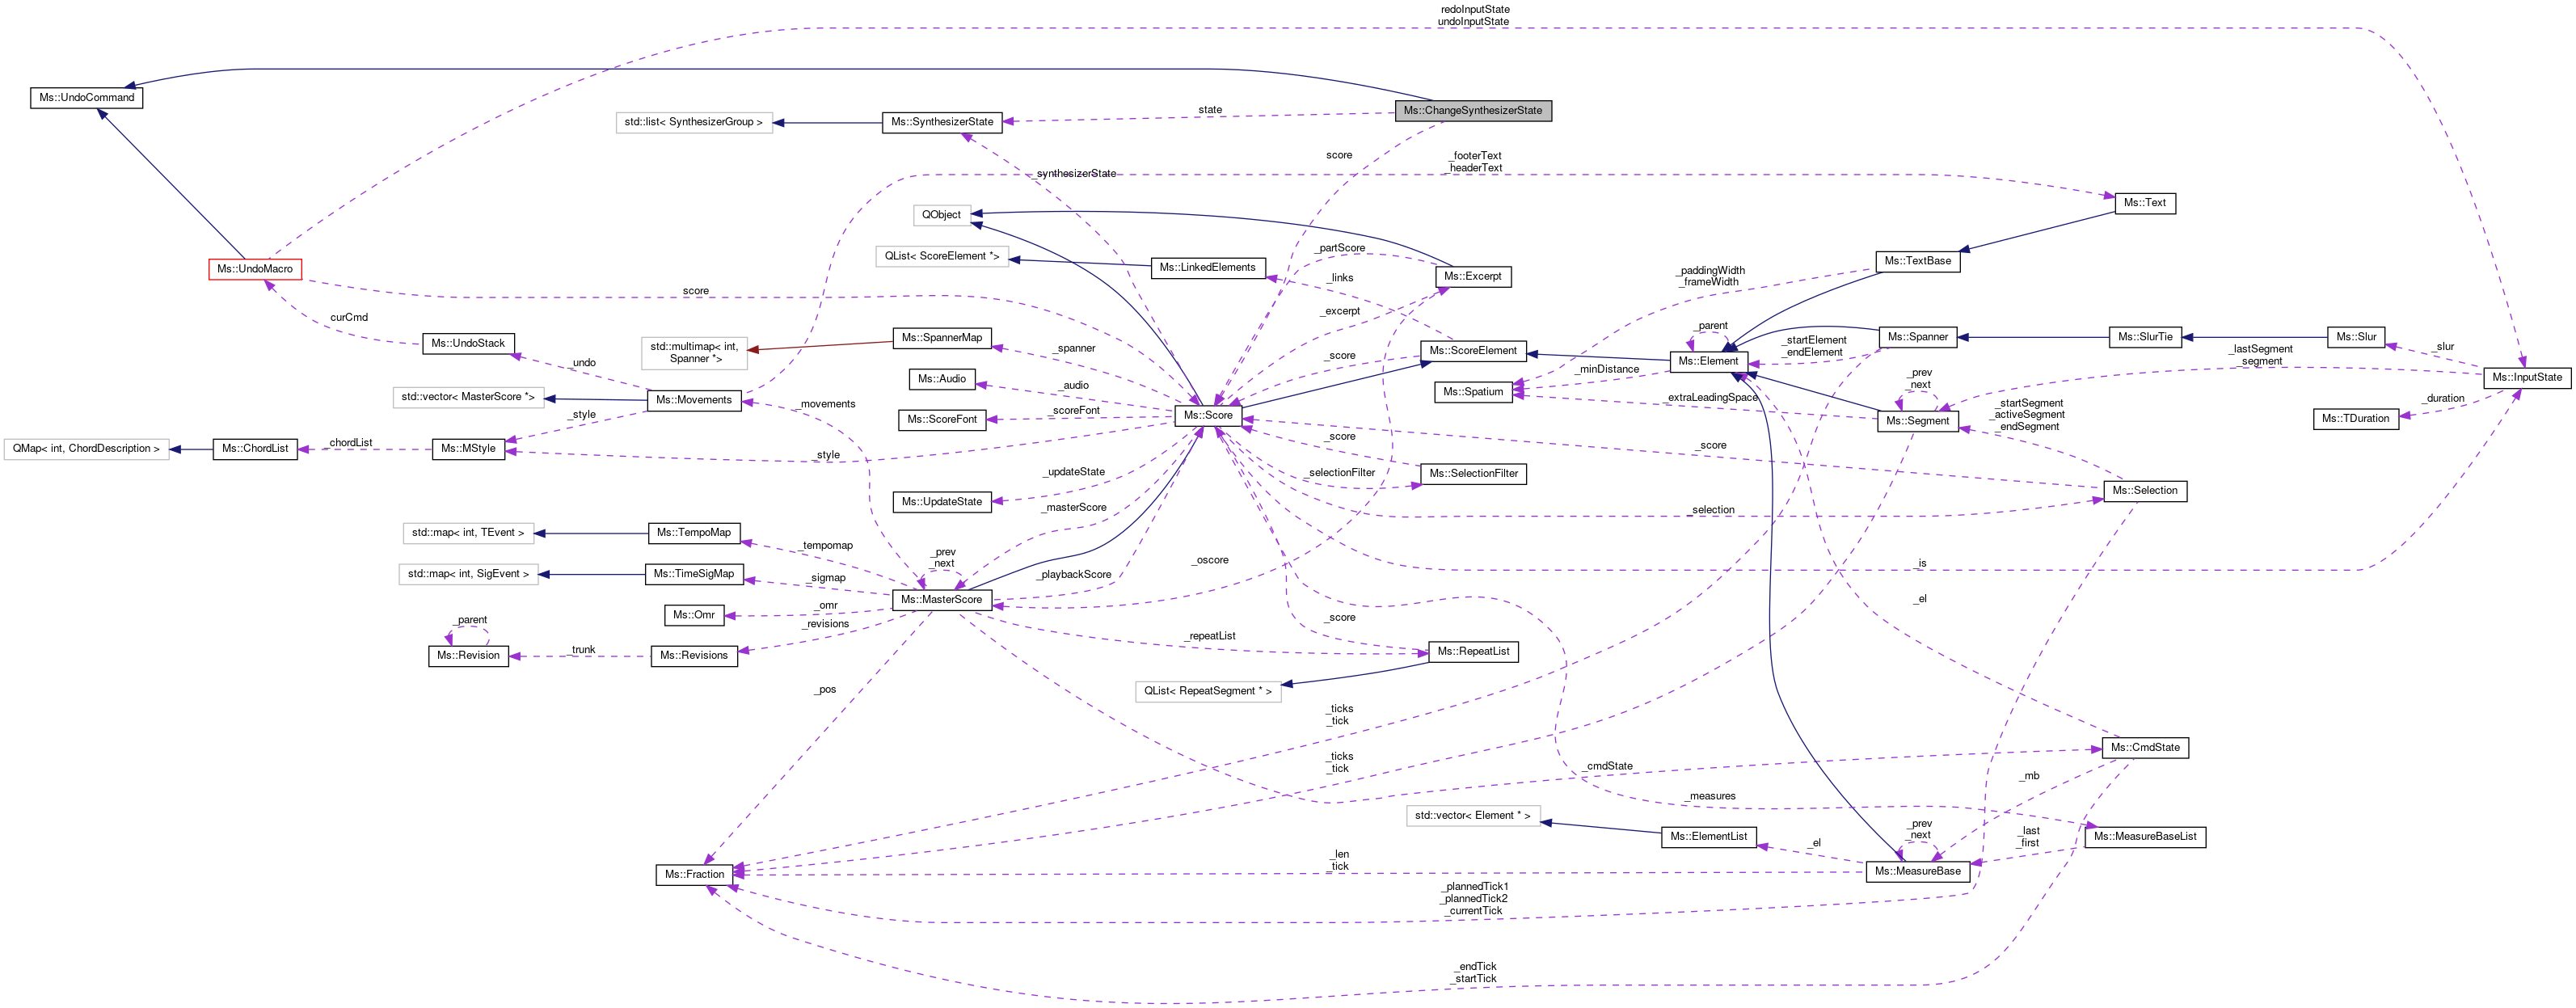 redoInputState
undoInputState
Ms::UndoCommand
Ms::ChangeSynthesizerState
state
std::list< SynthesizerGroup >
Ms::SynthesizerState
score
_footerText
_headerText
_synthesizerState
Ms::Text
QObject
_partScore
QList< ScoreElement *>
Ms::LinkedElements
Ms::TextBase
Ms::UndoMacro
_links
Ms::Excerpt
_paddingWidth
_frameWidth
score
curCmd
_excerpt
Ms::UndoStack
std::multimap< int,
Spanner *>
Ms::SpannerMap
_spanner
_parent
Ms::Spanner
Ms::SlurTie
Ms::Slur
_startElement
_endElement
_slur
_undo
_score
Ms::ScoreElement
Ms::Element
_lastSegment
_segment
Ms::Audio
_audio
_minDistance
_prev
_next
Ms::InputState
std::vector< MasterScore *>
Ms::Movements
_movements
Ms::Spatium
_extraLeadingSpace
_duration
_style
_scoreFont
Ms::ScoreFont
Ms::Score
_startSegment
_activeSegment
_endSegment
Ms::Segment
Ms::TDuration
QMap< int, ChordDescription >
Ms::ChordList
_chordList
Ms::MStyle
_style
_score
_score
_updateState
_selectionFilter
Ms::SelectionFilter
Ms::UpdateState
Ms::Selection
_masterScore
_selection
std::map< int, TEvent >
Ms::TempoMap
_tempomap
_prev
_next
_oscore
_is
std::map< int, SigEvent >
Ms::TimeSigMap
_sigmap
_playbackScore
Ms::MasterScore
_el
Ms::Omr
_omr
_parent
_revisions
_score
_repeatList
Ms::Revision
_trunk
Ms::Revisions
Ms::RepeatList
_pos
QList< RepeatSegment * >
_ticks
_tick
Ms::CmdState
_ticks
_tick
_cmdState
_mb
_measures
std::vector< Element * >
Ms::ElementList
_el
_prev
_next
_last
_first
Ms::MeasureBaseList
_len
_tick
Ms::Fraction
Ms::MeasureBase
_plannedTick1
_plannedTick2
_currentTick
_endTick
_startTick